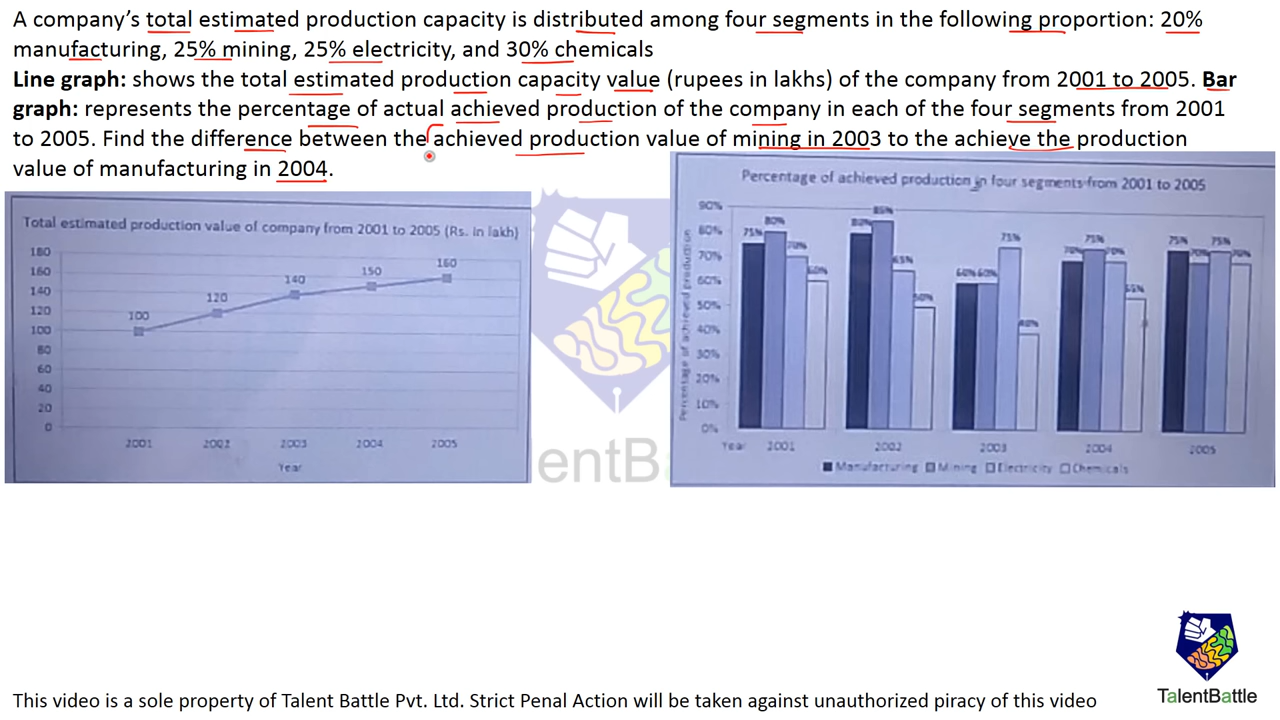 A company’s total estimated production capacity is distributed among four segments in the following proportion: 20%
manufacturing, 25% mining, 25% electricity, and 30% chemicals
Line graph: shows the total estimated production capacity value (rupees in lakhs) of the company from 2001 to 2005. Bar
graph: represents the percentage of actual achieved production of the company in each of the four segments from 2001
to 2005. Find the difference between the achieved production value of mining in 2003 to the achieve the production
value of manufacturing in 2004.
Total estimated production value of company from 2001 to 2005 (Rs. in lakh)
180
160
140
120
100
80
60
40
20
0
100
120
140
150
160
2001 2002 2003 2004 2005
Year
Percentage of achieved production in four segments from 2001 to 2005
Percentage of achieved production
90%
80%
70%
60%
50%
40%
30%
20%
10%
0%
75% 80% 70% 60%
80% 85% 65% 50%
60% 60% 75% 40%
70% 75% 70% 55%
75% 70% 75% 70%
Year 2001 2002 2003 2004 2005
Manufacturing Mining Electricity Chemicals
entB
TalentBattle
This video is a sole property of Talent Battle Pvt. Ltd. Strict Penal Action will be taken against unauthorized piracy of this video